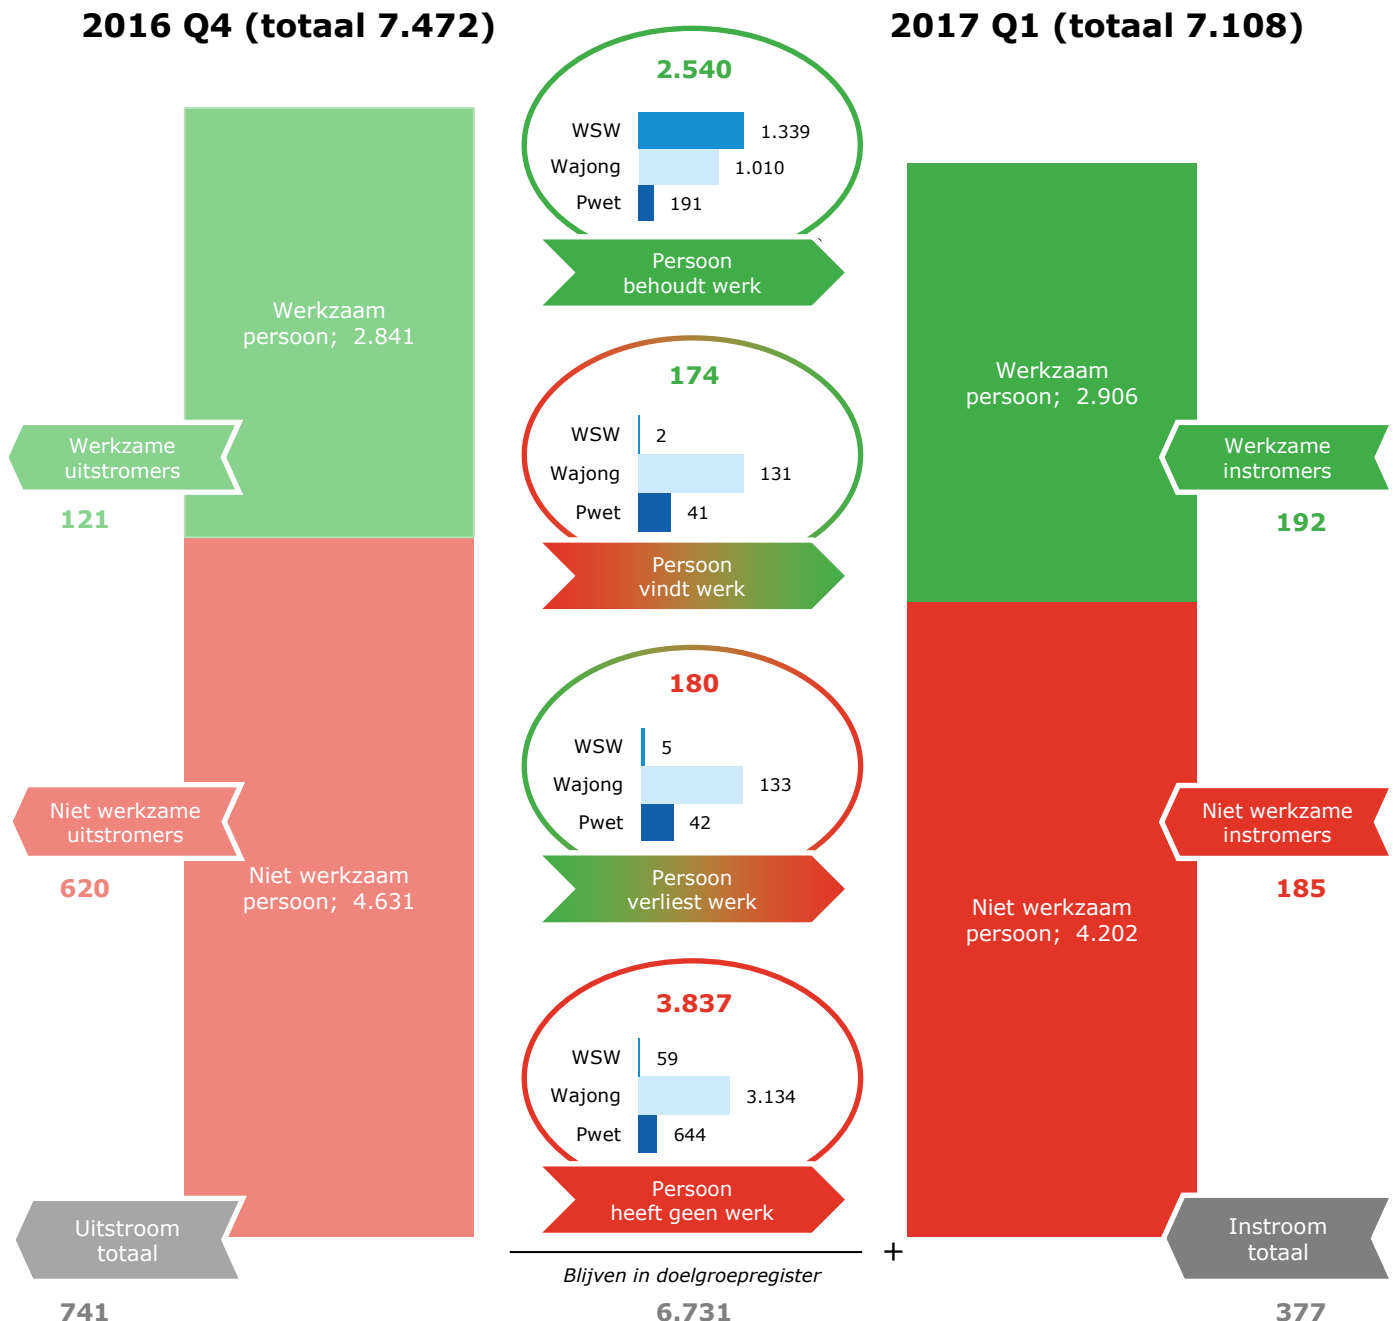 2016 Q4 (totaal 7.472)
2017 Q1 (totaal 7.108)
2.540
WSW 1.339
Wajong 1.010
Pwet 191
Persoon
behoudt werk
Werkzaam
persoon; 2.841
Werkzaam
persoon; 2.906
174
WSW 2
Wajong 131
Pwet 41
Persoon
vindt werk
Werkzame
uitstromers
121
Werkzame
instromers
192
180
WSW 5
Wajong 133
Pwet 42
Persoon
verliest werk
Niet werkzame
uitstromers
620
Niet werkzaam
persoon; 4.631
Niet werkzame
instromers
185
Niet werkzaam
persoon; 4.202
3.837
WSW 59
Wajong 3.134
Pwet 644
Persoon
heeft geen werk
Uitstroom
totaal
741
+
Blijven in doelgroepregister
6.731
Instroom
totaal
377